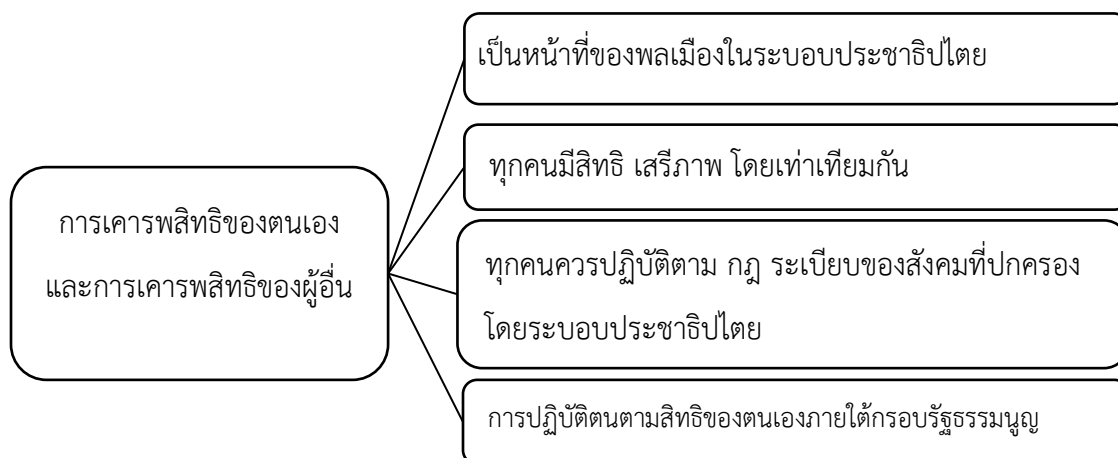 เป็นหน้าที่ของพลเมืองในระบอบประชาธิปไตย
ทุกคนมีสิทธิ เสรีภาพ โดยเท่าเทียมกัน
การเคารพสิทธิของตนเอง
และการเคารพสิทธิของผู้อื่น
ทุกคนควรปฏิบัติตาม กฎ ระเบียบของสังคมที่ปกครอง
โดยระบอบประชาธิปไตย
การปฏิบัติตนตามสิทธิของตนเองภายใต้กรอบรัฐธรรมนูญ